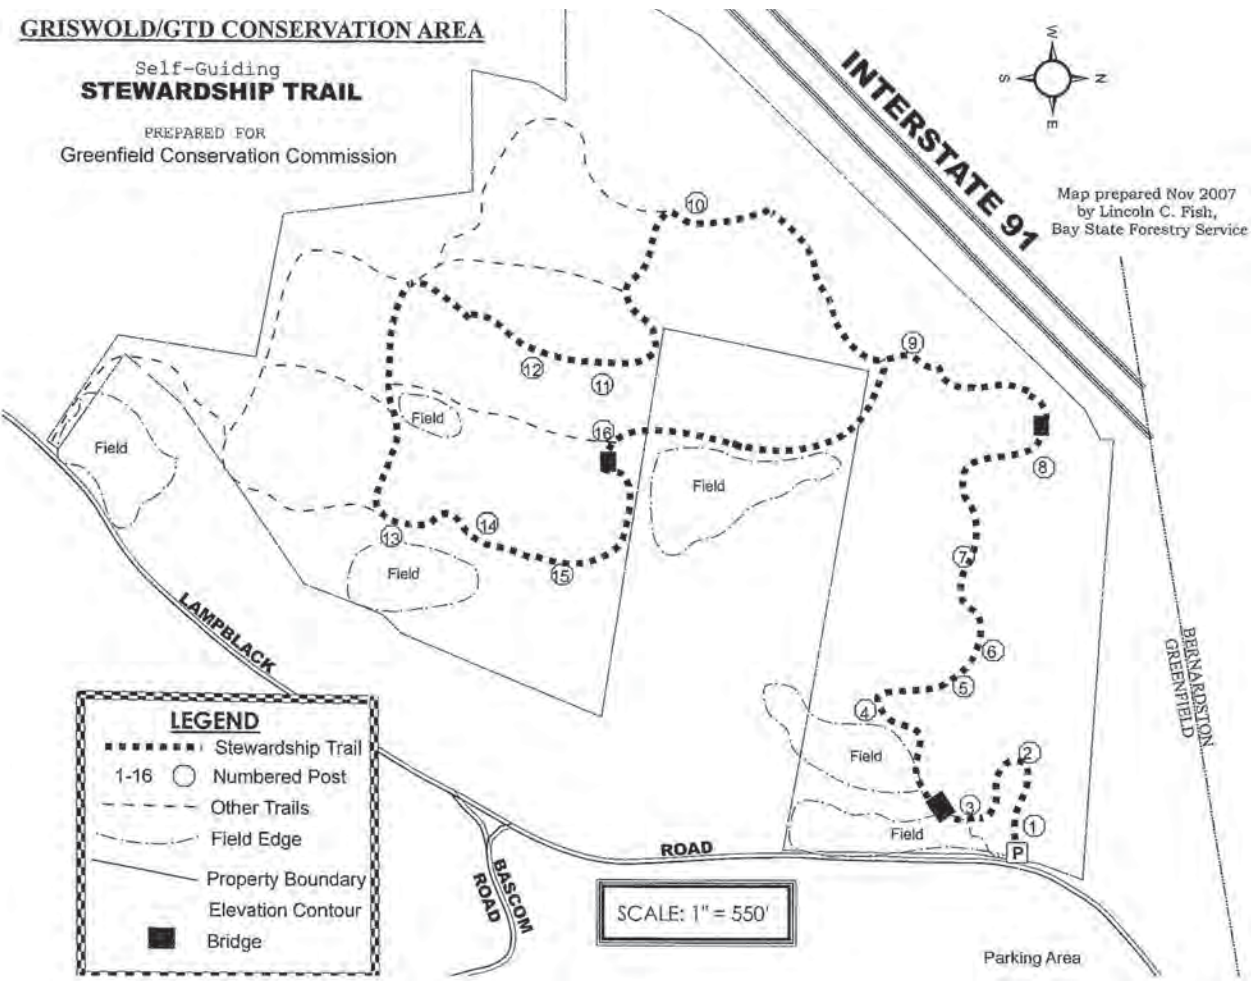 GRISWOLD/GTD CONSERVATION AREA
Self-Guiding
STEWARDSHIP TRAIL
PREPARED FOR
Greenfield Conservation Commission
INTERSTATE 91
W
S
N
E
Map prepared Nov 2007
by Lincoln C. Fish,
Bay State Forestry Service
10
9
12
11
Field
16
Field
8
Field
14
13
7
Field
15
6
5
4
LAMPBLACK
BERNARDSTON
GREENFIELD
2
Field
3
1
Field
P
ROAD
BASCOM
ROAD
LEGEND
Stewardship Trail
1-16
Numbered Post
Other Trails
Field Edge
Property Boundary
Elevation Contour
Bridge
SCALE: 1" = 550'
Parking Area